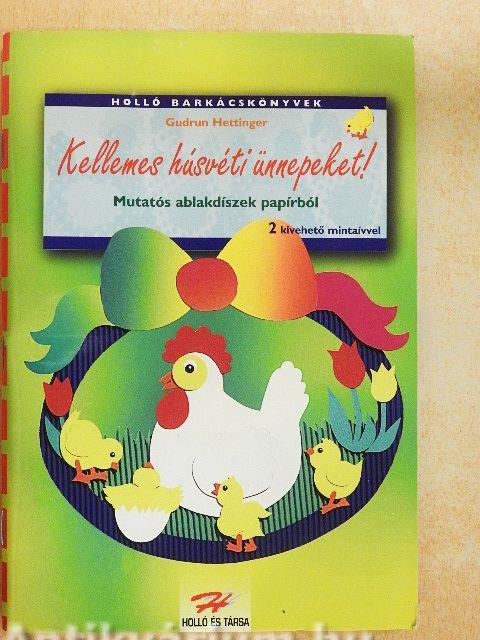 HOLLÓ BARKÁCSKÖNYVEK
Gudrun Hettinger
Kellemes húsvéti ünnepeket!
Mutatós ablakdíszek papírból
2 kivehető mintaívvel
HOLLÓ ÉS TÁRSA